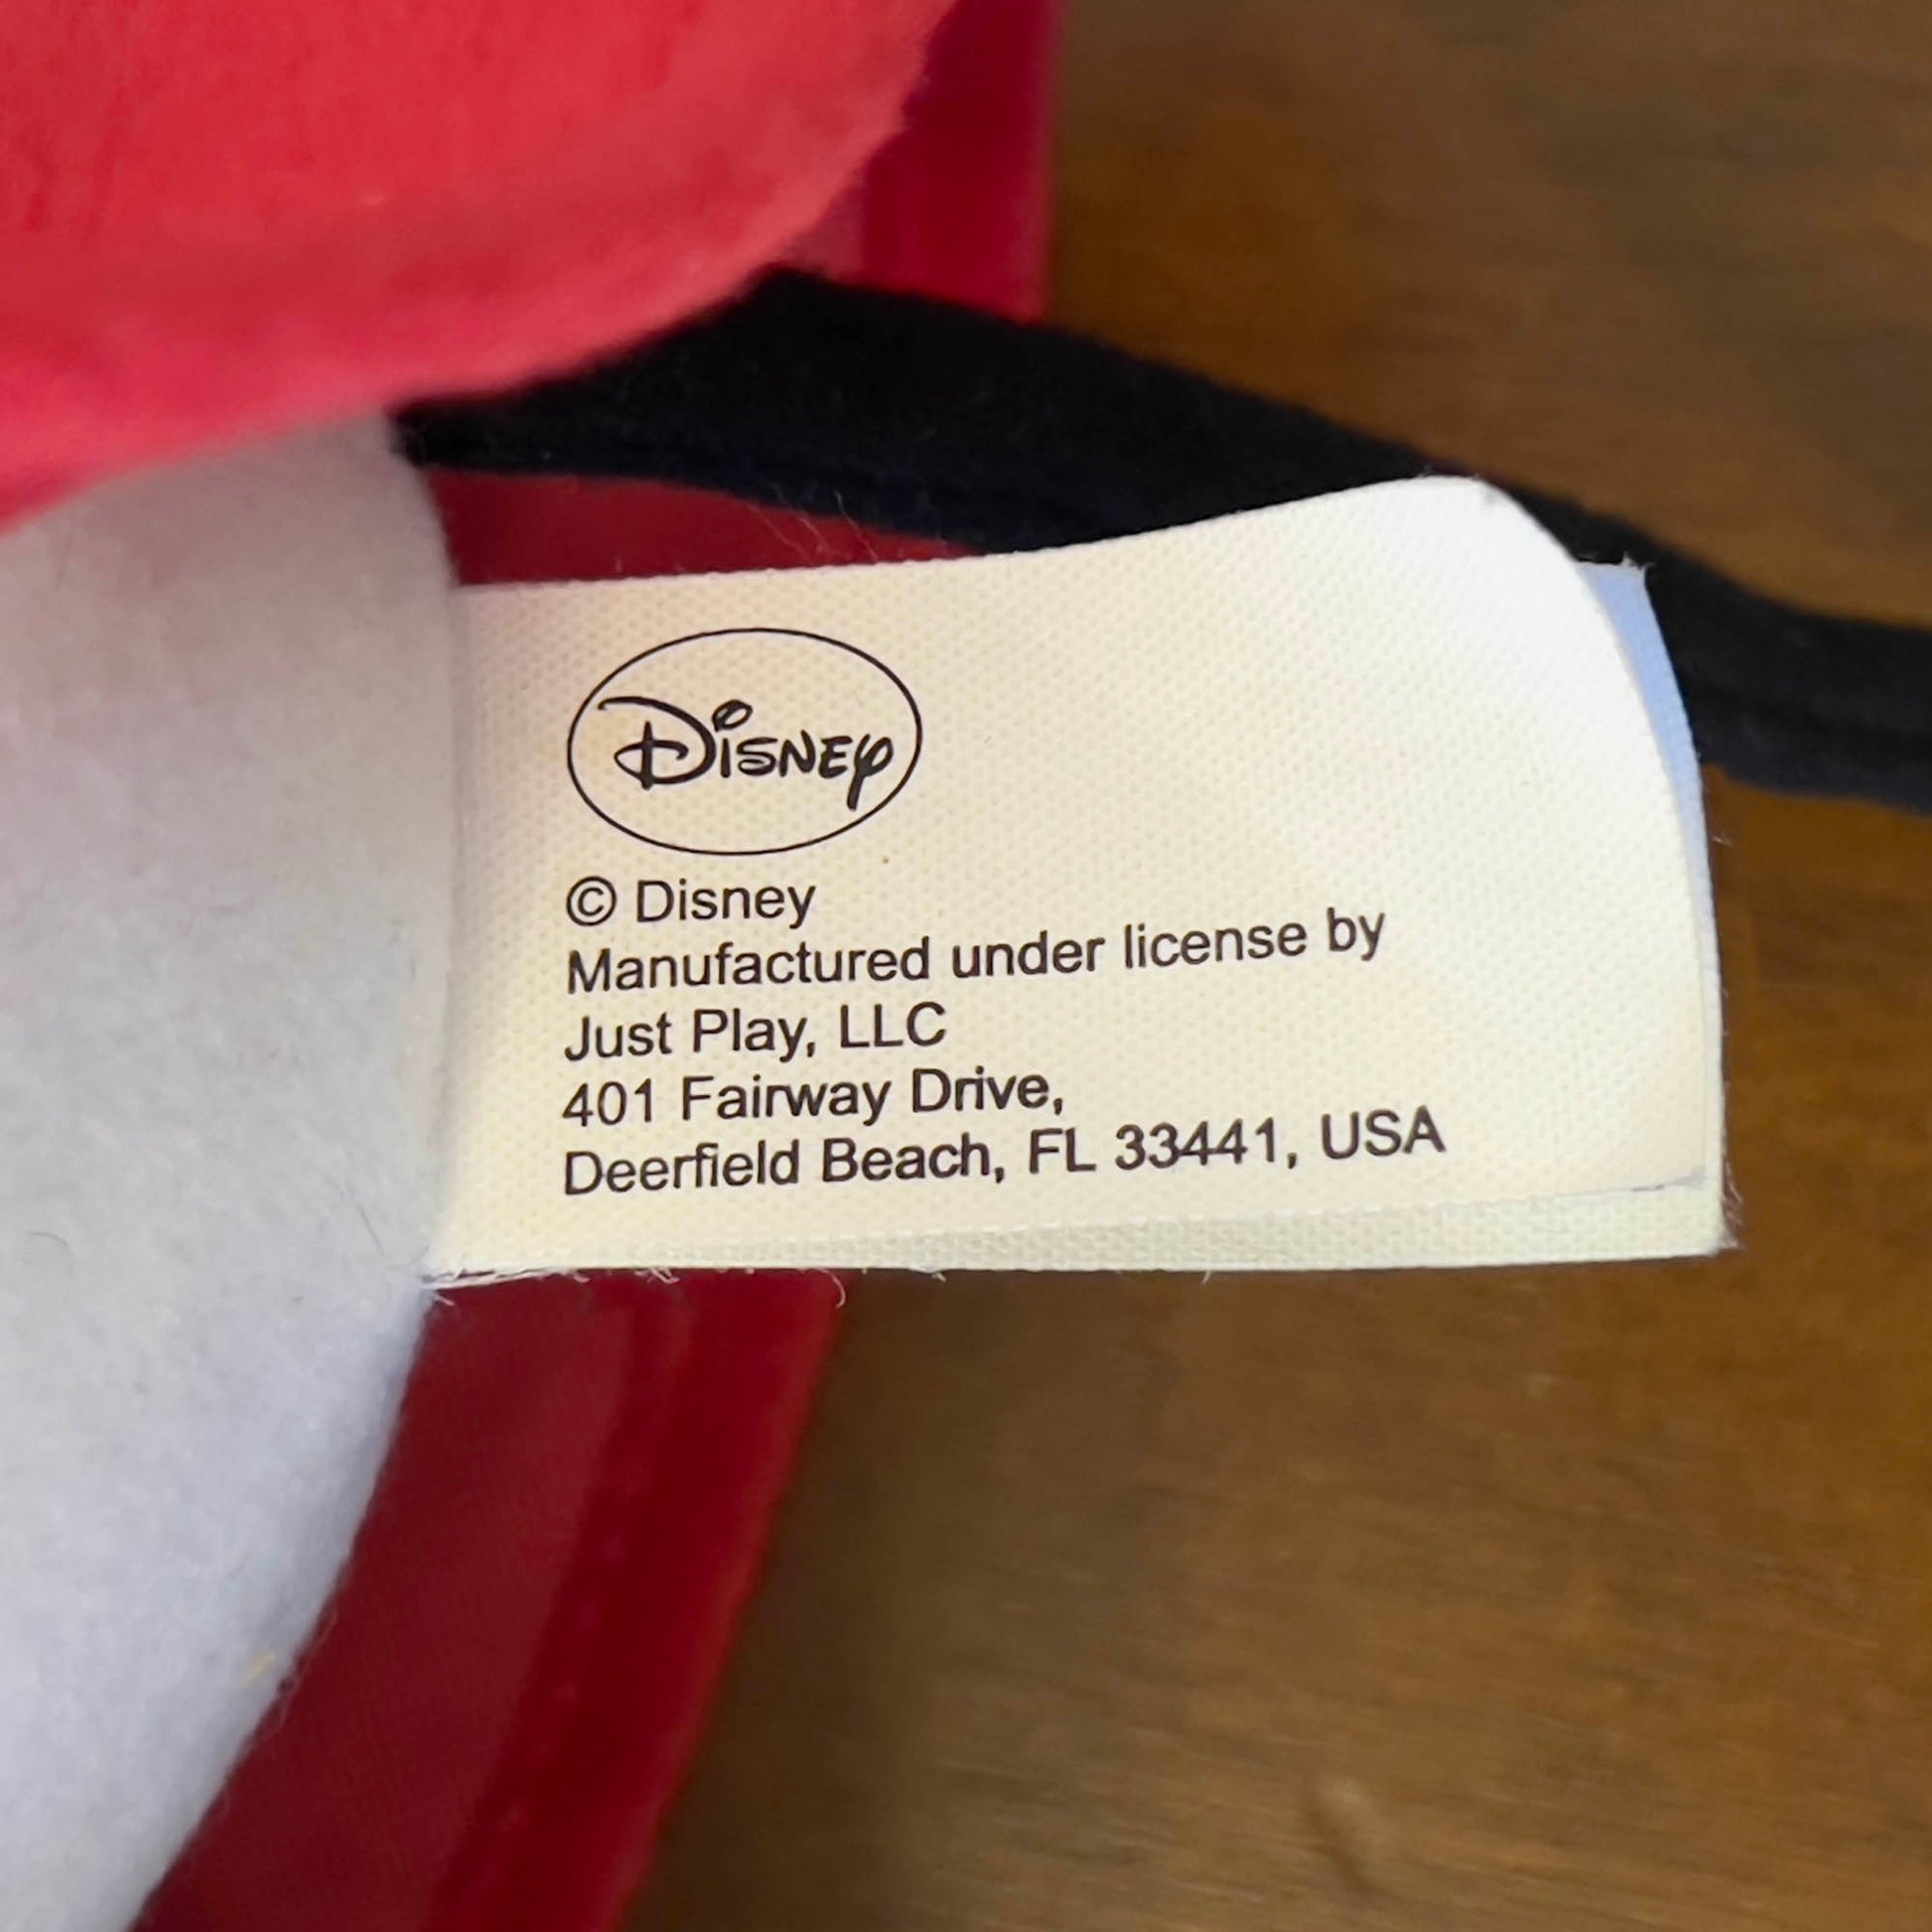 Disney
© Disney
Manufactured under license by
Just Play, LLC
401 Fairway Drive,
Deerfield Beach, FL 33441, USA